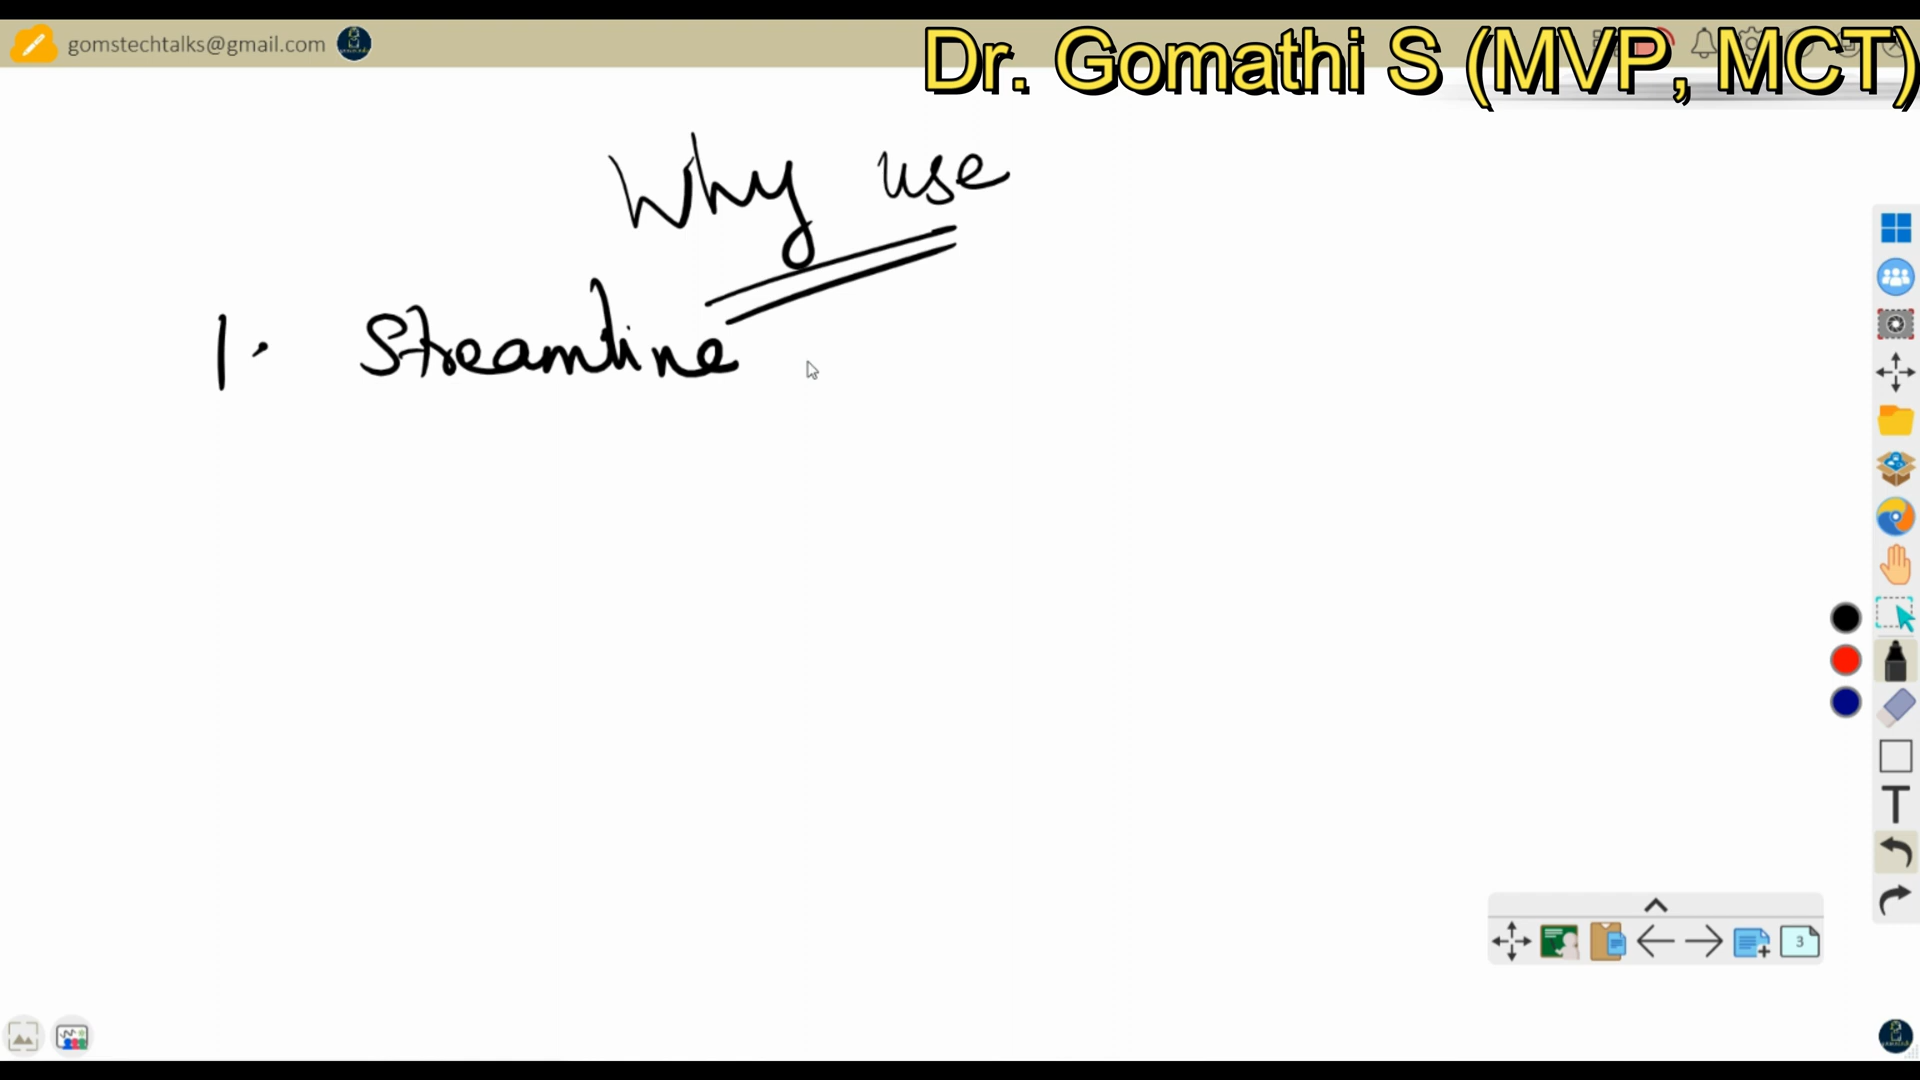 gomstechtalks@gmail.com
Dr. Gomathi S (MVP, MCT)
Why use
1. Streamline
T
3